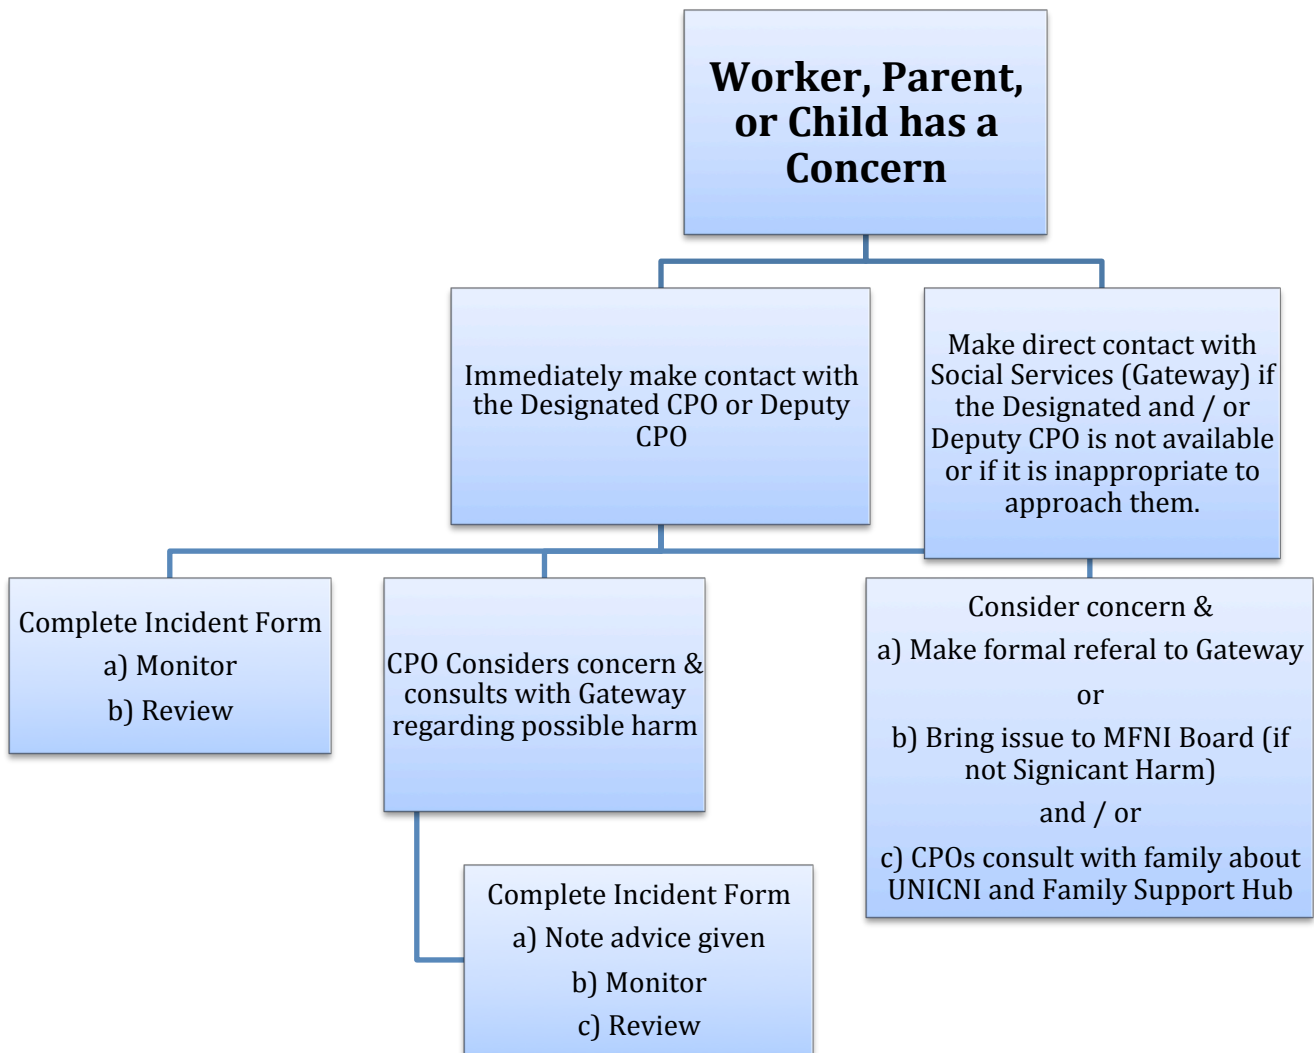 Worker, Parent,
or Child has a
Concern
Immediately make contact with
the Designated CPO or Deputy
CPO
Make direct contact with
Social Services (Gateway) if
the Designated and / or
Deputy CPO is not available
or if it is inappropriate to
approach them.
Complete Incident Form
a) Monitor
b) Review
CPO Considers concern &
consults with Gateway
regarding possible harm
Consider concern &
a) Make formal referal to Gateway
or
b) Bring issue to MFNI Board (if
not Signicant Harm)
and / or
c) CPOs consult with family about
UNICNI and Family Support Hub
Complete Incident Form
a) Note advice given
b) Monitor
c) Review